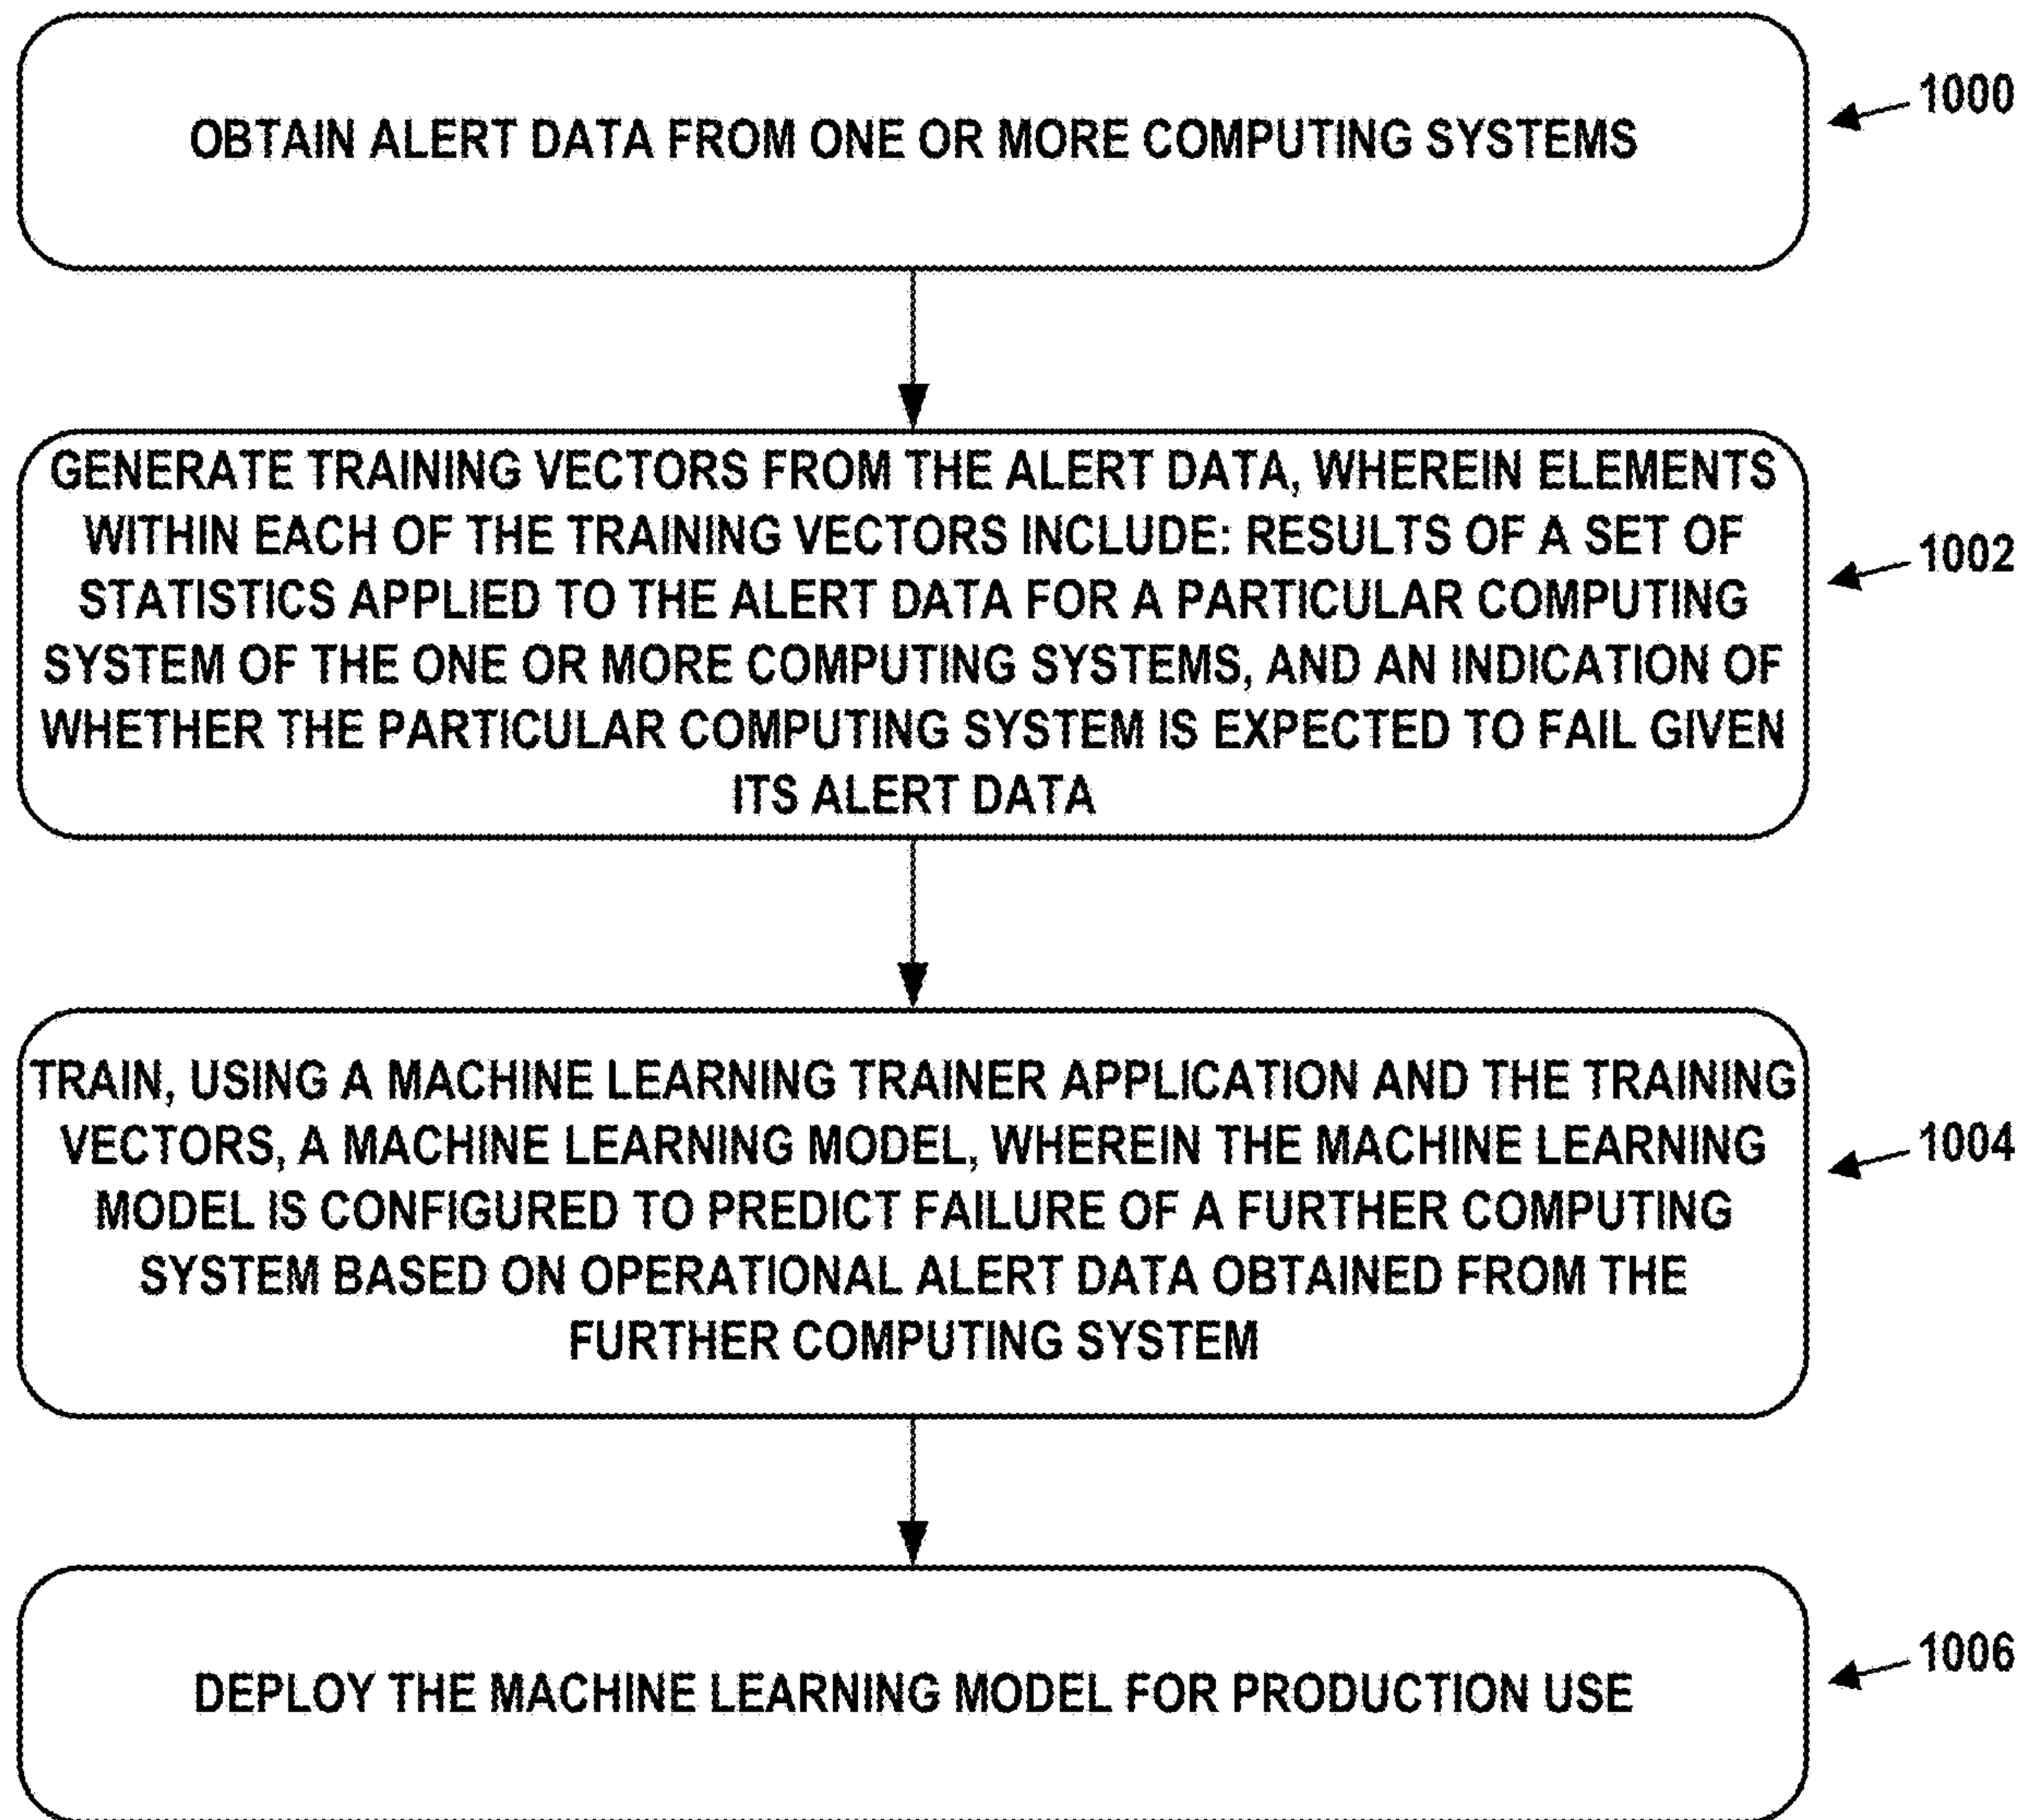 OBTAIN ALERT DATA FROM ONE OR MORE COMPUTING SYSTEMS
1000
GENERATE TRAINING VECTORS FROM THE ALERT DATA, WHEREIN ELEMENTS
WITHIN EACH OF THE TRAINING VECTORS INCLUDE: RESULTS OF A SET OF
STATISTICS APPLIED TO THE ALERT DATA FOR A PARTICULAR COMPUTING
SYSTEM OF THE ONE OR MORE COMPUTING SYSTEMS, AND AN INDICATION OF
WHETHER THE PARTICULAR COMPUTING SYSTEM IS EXPECTED TO FAIL GIVEN
ITS ALERT DATA
1002
TRAIN, USING A MACHINE LEARNING TRAINER APPLICATION AND THE TRAINING
VECTORS, A MACHINE LEARNING MODEL, WHEREIN THE MACHINE LEARNING
MODEL IS CONFIGURED TO PREDICT FAILURE OF A FURTHER COMPUTING
SYSTEM BASED ON OPERATIONAL ALERT DATA OBTAINED FROM THE
FURTHER COMPUTING SYSTEM
1004
DEPLOY THE MACHINE LEARNING MODEL FOR PRODUCTION USE
1006